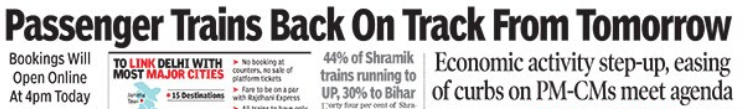 Passenger Trains Back On Track From Tomorrow
Bookings Will
Open Online
At 4pm Today
TO LINK DELHI WITH
MOST MAJOR CITIES
Jammu
Tawi
15 Destinations
No booking at
counters, no sale of
platform tickets
Fare to be on a par
with Rajdhani Express
All trains to have only
44% of Shramik
trains running to
UP, 30% to Bihar
Forty four per cent of Shra-
Economic activity step-up, easing
of curbs on PM-CMs meet agenda